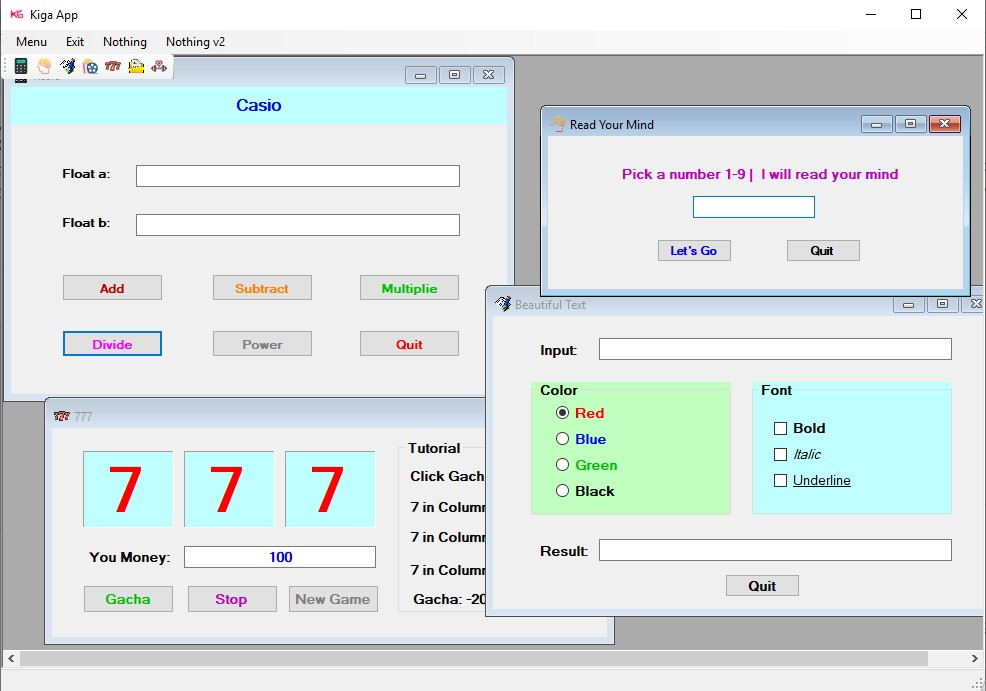 Kiga App
Menu Exit Nothing Nothing v2
Casio
Float a:
Float b:
Add Subtract Multiplie
Divide Power Quit
Read Your Mind
Pick a number 1-9 | I will read your mind
Let's Go Quit
Beautiful Text
Input:
Color
Red
Blue
Green
Black
Font
Bold
Italic
Underline
Result:
Quit
777
7 7 7
You Money: 100
Gacha Stop New Game
Tutorial
Click Gach
7 in Column
7 in Column
7 in Column
Gacha: -20